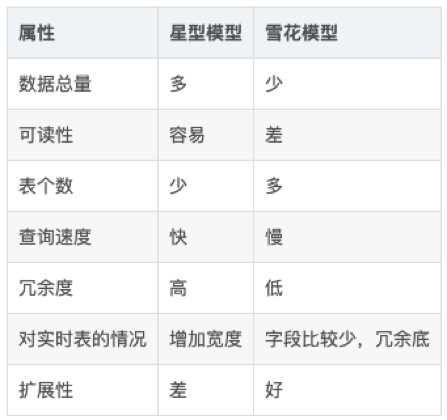 属性 星型模型 雪花模型
数据总量 多 少
可读性 容易 差
表个数 少 多
查询速度 快 慢
冗余度 高 低
对实时表的情况 增加宽度 字段比较少，冗余底
扩展性 差 好